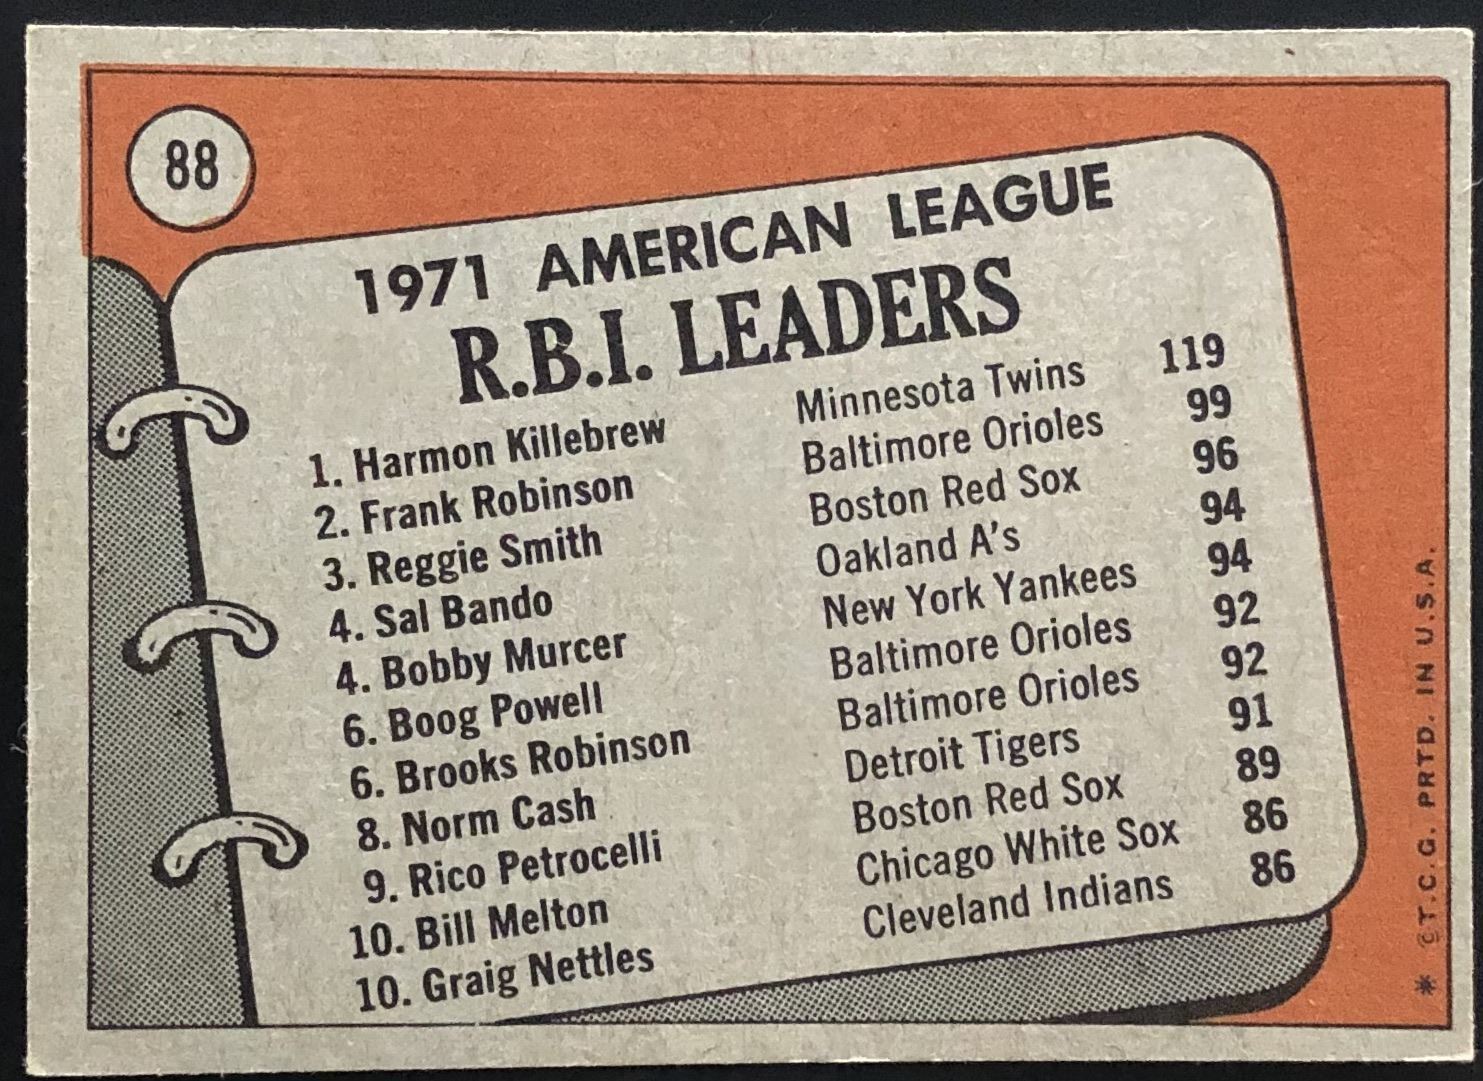 88
1971 AMERICAN LEAGUE
R.B.I. LEADERS
1. Harmon Killebrew Minnesota Twins 119
2. Frank Robinson Baltimore Orioles 99
3. Reggie Smith Boston Red Sox 96
4. Sal Bando Oakland A's 94
4. Bobby Murcer New York Yankees 94
6. Boog Powell Baltimore Orioles 92
6. Brooks Robinson Baltimore Orioles 92
8. Norm Cash Detroit Tigers 91
9. Rico Petrocelli Boston Red Sox 89
10. Bill Melton Chicago White Sox 86
10. Graig Nettles Cleveland Indians 86
* ©T.C.G. PRTD. IN U.S.A.